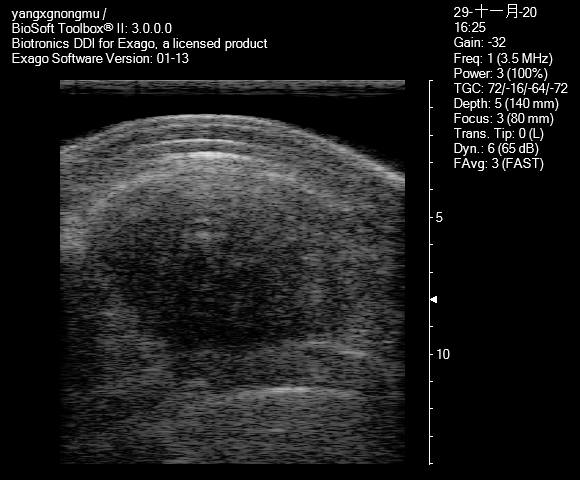 yangxgnongmu /
BioSoft Toolbox® II: 3.0.0.0
Biotronics DDI for Exago, a licensed product
Exago Software Version: 01-13
29-十一月-20
16:25
Gain: -32
Freq: 1 (3.5 MHz)
Power: 3 (100%)
TGC: 72/-16/-64/-72
Depth: 5 (140 mm)
Focus: 3 (80 mm)
Trans. Tip: 0 (L)
Dyn.: 6 (65 dB)
FAvg: 3 (FAST)
5
10